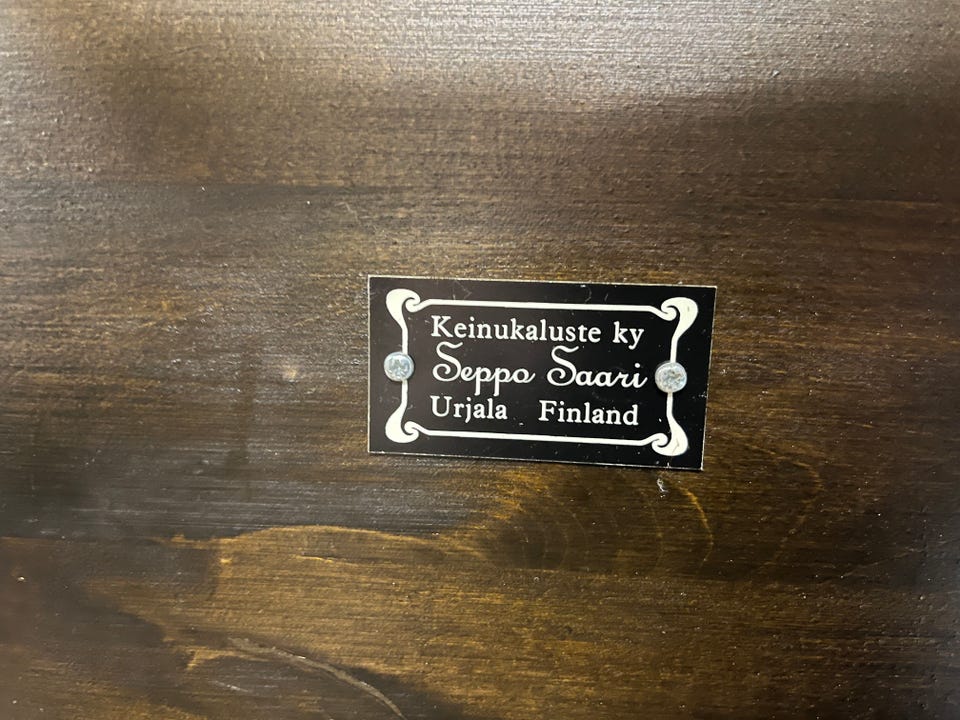 Keinukaluste ky
Seppo Saari
Urjala Finland